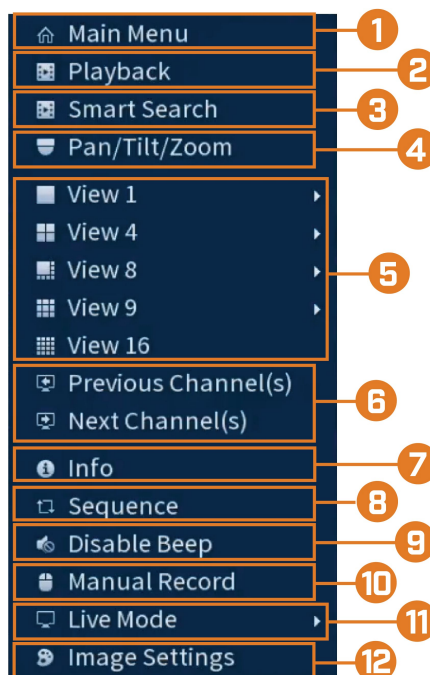 Main Menu 1
Playback 2
Smart Search 3
Pan/Tilt/Zoom 4
View 1
View 4
View 8 5
View 9
View 16
Previous Channel(s) 6
Next Channel(s)
Info 7
Sequence 8
Disable Beep 9
Manual Record 10
Live Mode 11
Image Settings 12